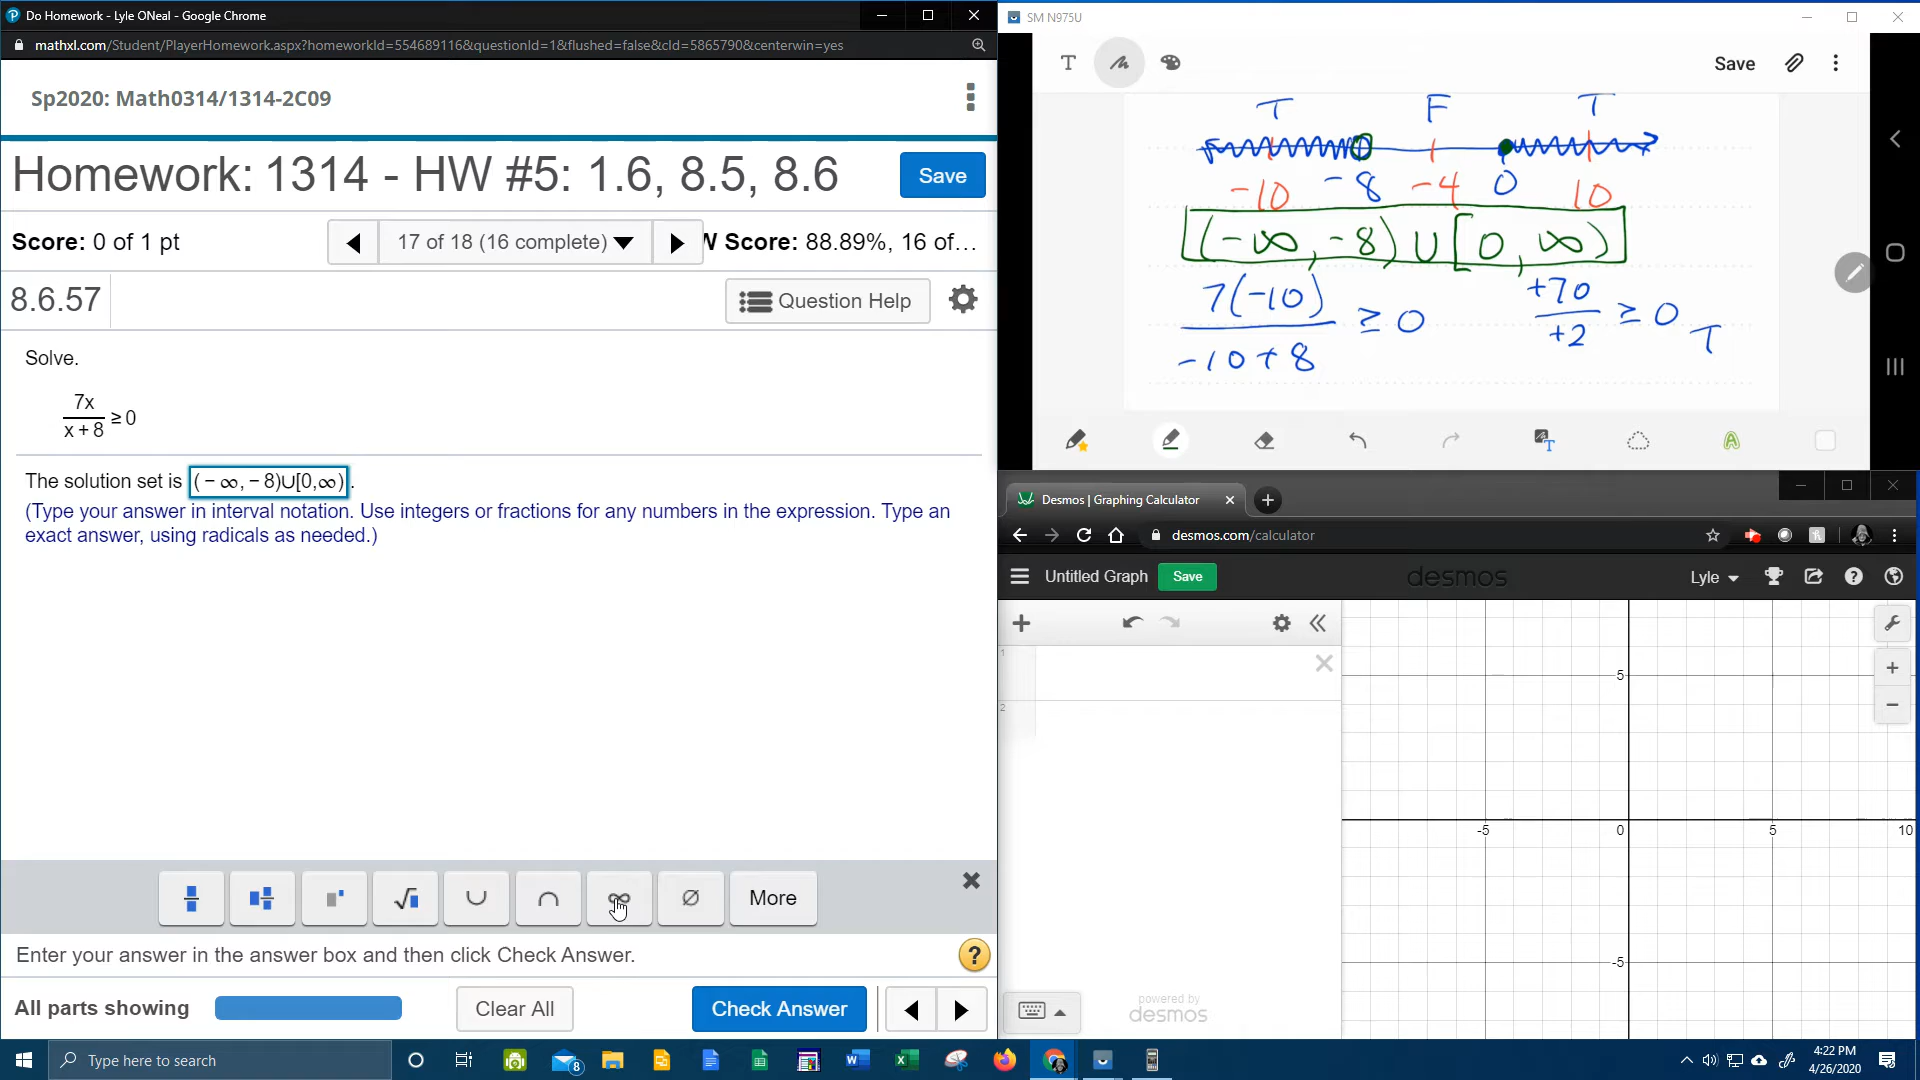 Do Homework - Lyle ONeal - Google Chrome
mathxl.com/Student/PlayerHomework.aspx?homeworkId=554689116&questionId=1&flushed=false&cId=5865790&centerwin=yes
Sp2020: Math0314/1314-2C09
Homework: 1314 - HW #5: 1.6, 8.5, 8.6
Save
Score: 0 of 1 pt
17 of 18 (16 complete)
W Score: 88.89%, 16 of...
8.6.57
Question Help
Solve.
7x
x + 8
≥ 0
The solution set is (− ∞, − 8)∪[0,∞).
(Type your answer in interval notation. Use integers or fractions for any numbers in the expression. Type an
exact answer, using radicals as needed.)
∪ ∩ ∞ ∅ More
Enter your answer in the answer box and then click Check Answer.
?
All parts showing
Clear All
Check Answer
SM N975U
T
Save
T F T
-10 -8 -4 0 10
(-∞, -8) ∪ [0, ∞)
7(-10)
-10+8
≥ 0
+70
+2
≥ 0 T
Desmos | Graphing Calculator
desmos.com/calculator
Untitled Graph
Save
desmos
Lyle
1
2
5
-5
0
5
10
-5
powered by
desmos
Type here to search
8
4:22 PM
4/26/2020